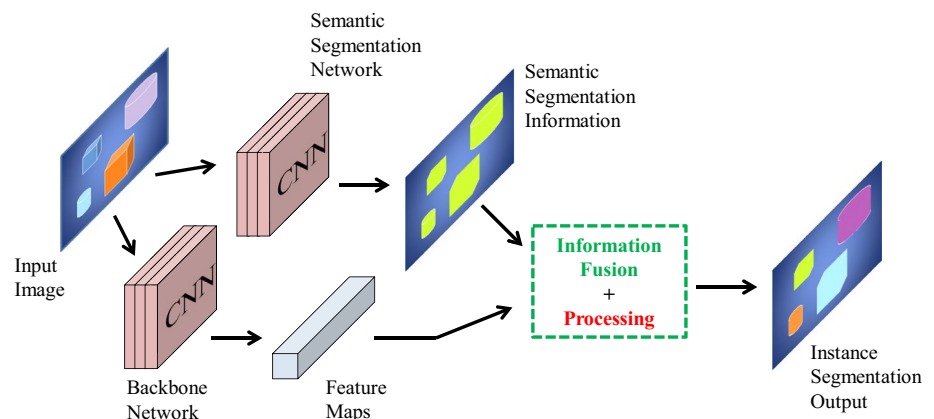 Semantic
Segmentation
Network
Semantic
Segmentation
Information
CNN
Input
Image
CNN
Information
Fusion
+
Processing
Backbone
Network
Feature
Maps
Instance
Segmentation
Output